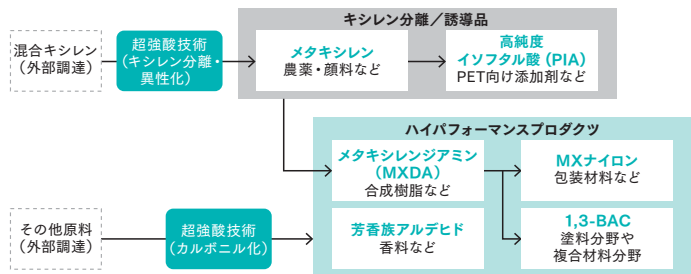 キシレン分離／誘導品
混合キシレン
（外部調達）
超強酸技術
（キシレン分離・
異性化）
メタキシレン
農薬・顔料など
高純度
イソフタル酸（PIA）
PET向け添加剤など
ハイパフォーマンスプロダクツ
メタキシレンジアミン
（MXDA）
合成樹脂など
MXナイロン
包装材料など
その他原料
（外部調達）
超強酸技術
（カルボニル化）
芳香族アルデヒド
香料など
1,3-BAC
塗料分野や
複合材料分野